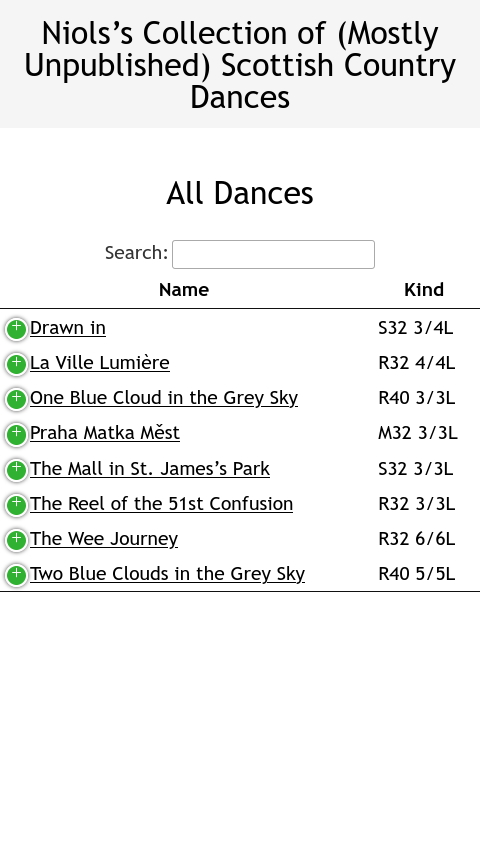 Niols’s Collection of (Mostly
Unpublished) Scottish Country
Dances
All Dances
Search:
Name Kind
Drawn in S32 3/4L
La Ville Lumière R32 4/4L
One Blue Cloud in the Grey Sky R40 3/3L
Praha Matka Měst M32 3/3L
The Mall in St. James’s Park S32 3/3L
The Reel of the 51st Confusion R32 3/3L
The Wee Journey R32 6/6L
Two Blue Clouds in the Grey Sky R40 5/5L